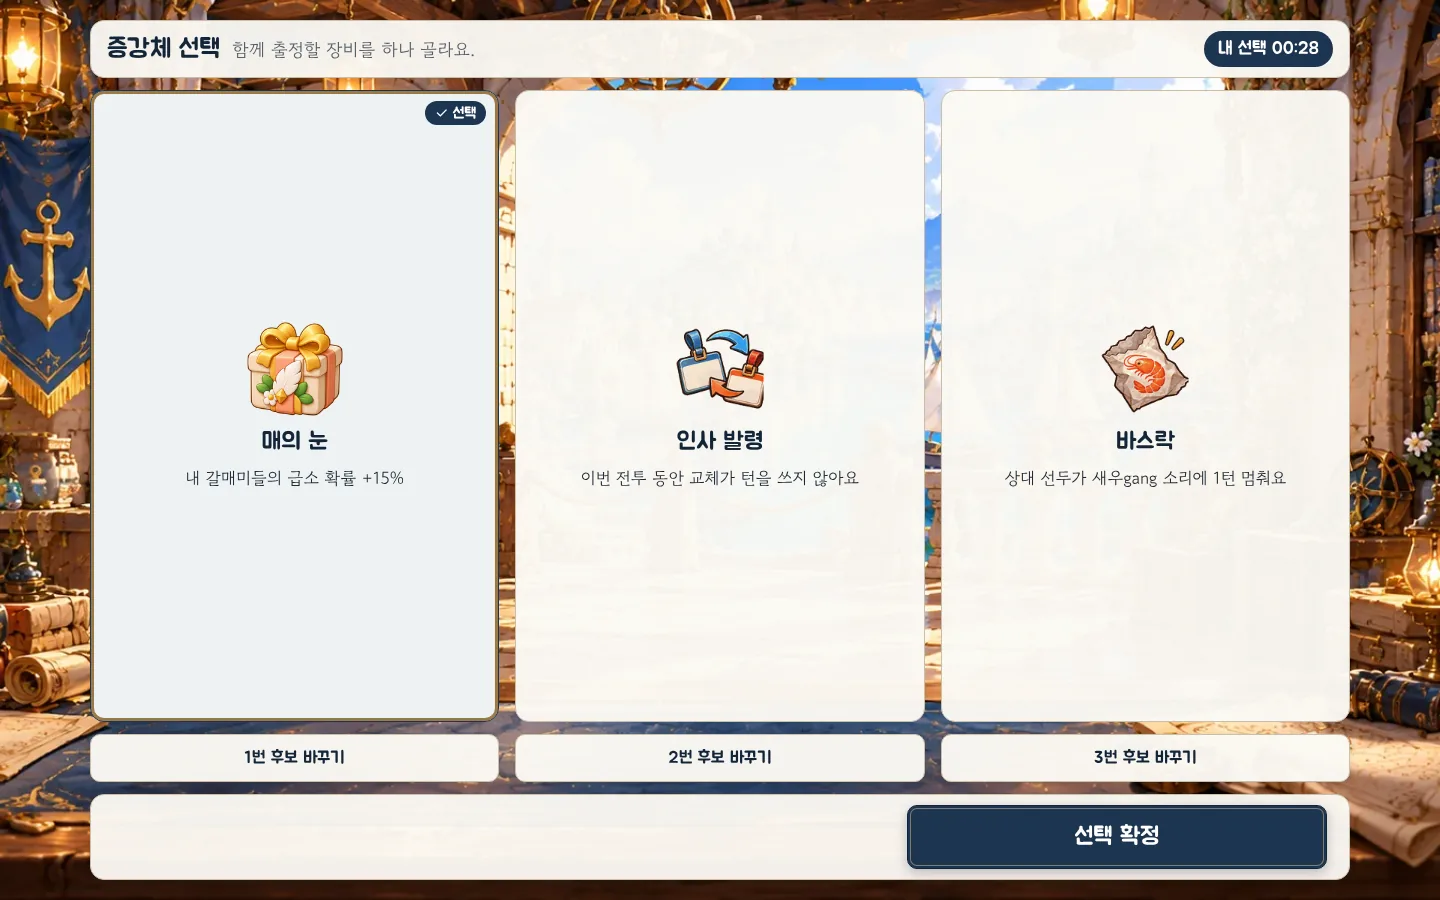 증강체 선택 함께 출정할 장비를 하나 골라요.
내 선택 00:28
선택
매의 눈
내 갈매미들의 급소 확률 +15%
인사 발령
이번 전투 동안 교체가 턴을 쓰지 않아요
바스락
상대 선두가 새우gang 소리에 1턴 멈춰요
1번 후보 바꾸기
2번 후보 바꾸기
3번 후보 바꾸기
선택 확정